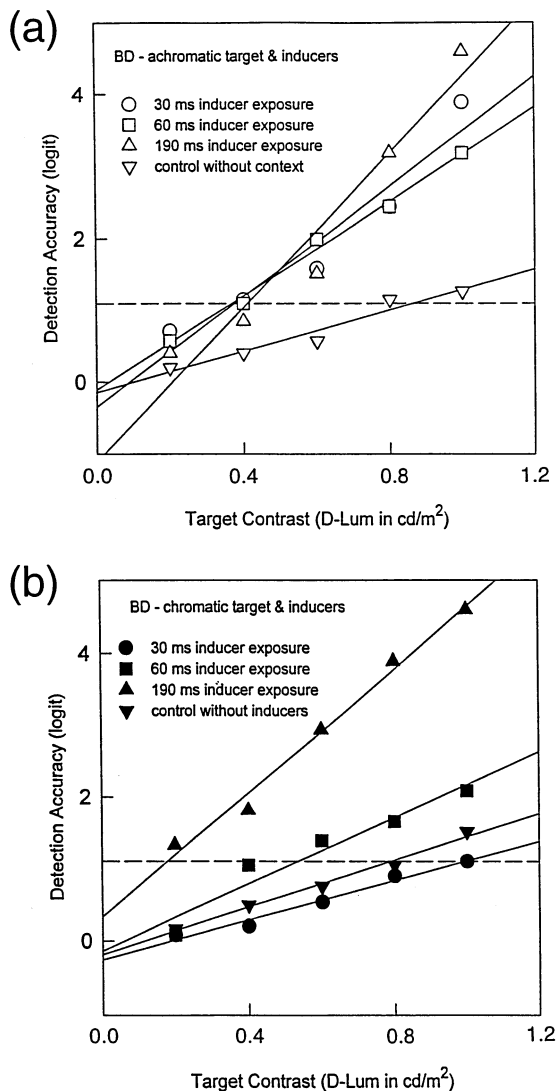 (a)
BD - achromatic target & inducers
30 ms inducer exposure
60 ms inducer exposure
190 ms inducer exposure
control without context
Detection Accuracy (logit)
4
2
0
0.0 0.4 0.8 1.2
Target Contrast (D-Lum in cd/m²)
(b)
BD - chromatic target & inducers
30 ms inducer exposure
60 ms inducer exposure
190 ms inducer exposure
control without inducers
Detection Accuracy (logit)
4
2
0
0.0 0.4 0.8 1.2
Target Contrast (D-Lum in cd/m²)